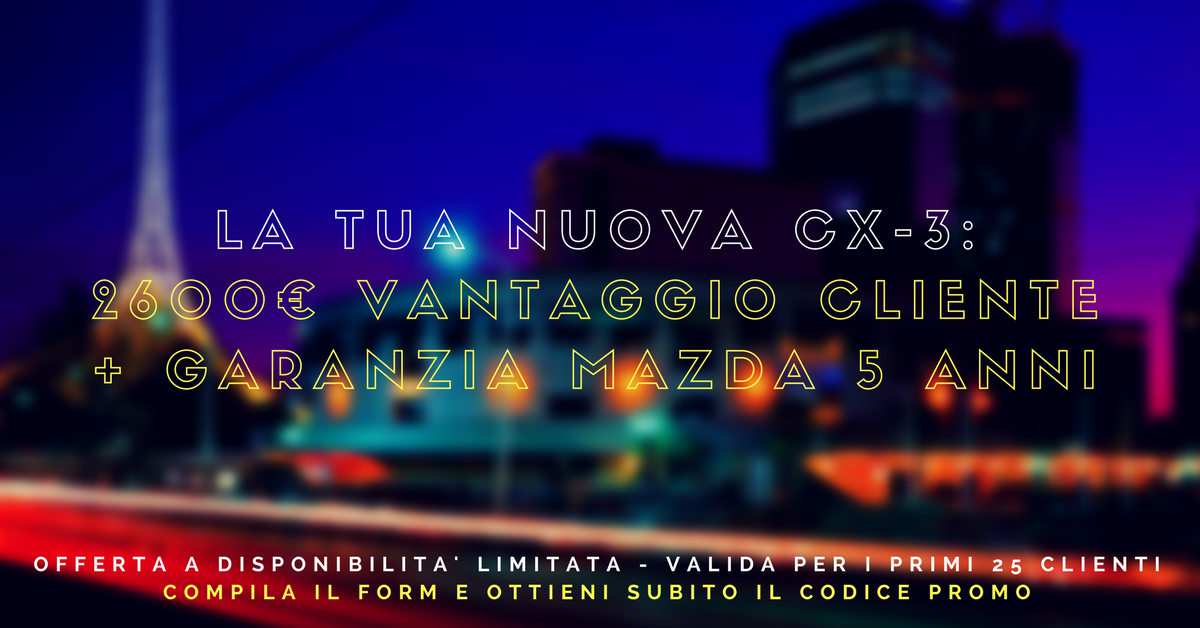 LA TUA NUOVA CX-3:
2600€ VANTAGGIO CLIENTE
+ GARANZIA MAZDA 5 ANNI
OFFERTA A DISPONIBILITA' LIMITATA - VALIDA PER I PRIMI 25 CLIENTI
COMPILA IL FORM E OTTIENI SUBITO IL CODICE PROMO